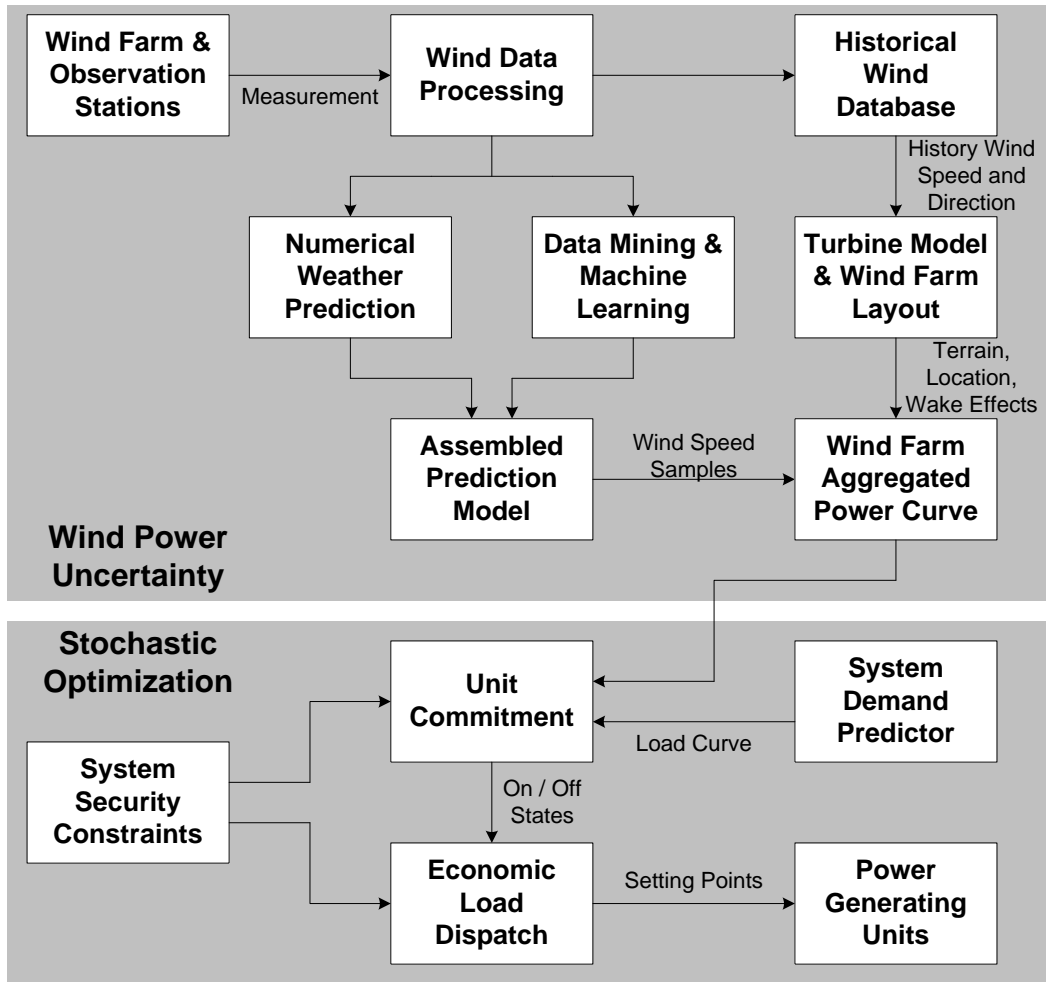 Wind Farm &
Observation
Stations
Measurement
Wind Data
Processing
Historical
Wind
Database
History Wind
Speed and
Direction
Numerical
Weather
Prediction
Data Mining &
Machine
Learning
Turbine Model
& Wind Farm
Layout
Terrain,
Location,
Wake Effects
Assembled
Prediction
Model
Wind Speed
Samples
Wind Farm
Aggregated
Power Curve
Wind Power
Uncertainty
Stochastic
Optimization
Unit
Commitment
System
Demand
Predictor
Load Curve
System
Security
Constraints
On / Off
States
Economic
Load
Dispatch
Setting Points
Power
Generating
Units